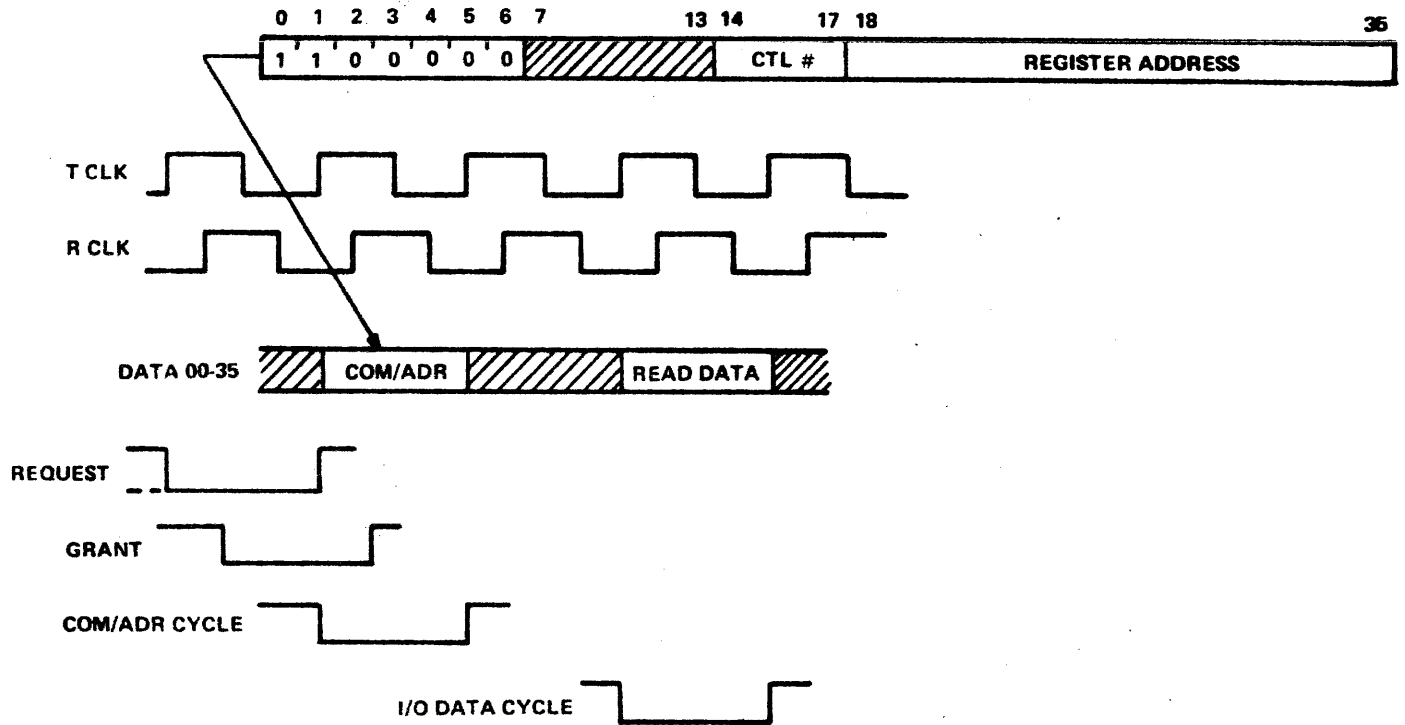 0 1 2 3 4 5 6 7 13 14 17 18 35
1 1 0 0 0 0 0 CTL # REGISTER ADDRESS
T CLK
R CLK
DATA 00-35 COM/ADR READ DATA
REQUEST
GRANT
COM/ADR CYCLE
I/O DATA CYCLE